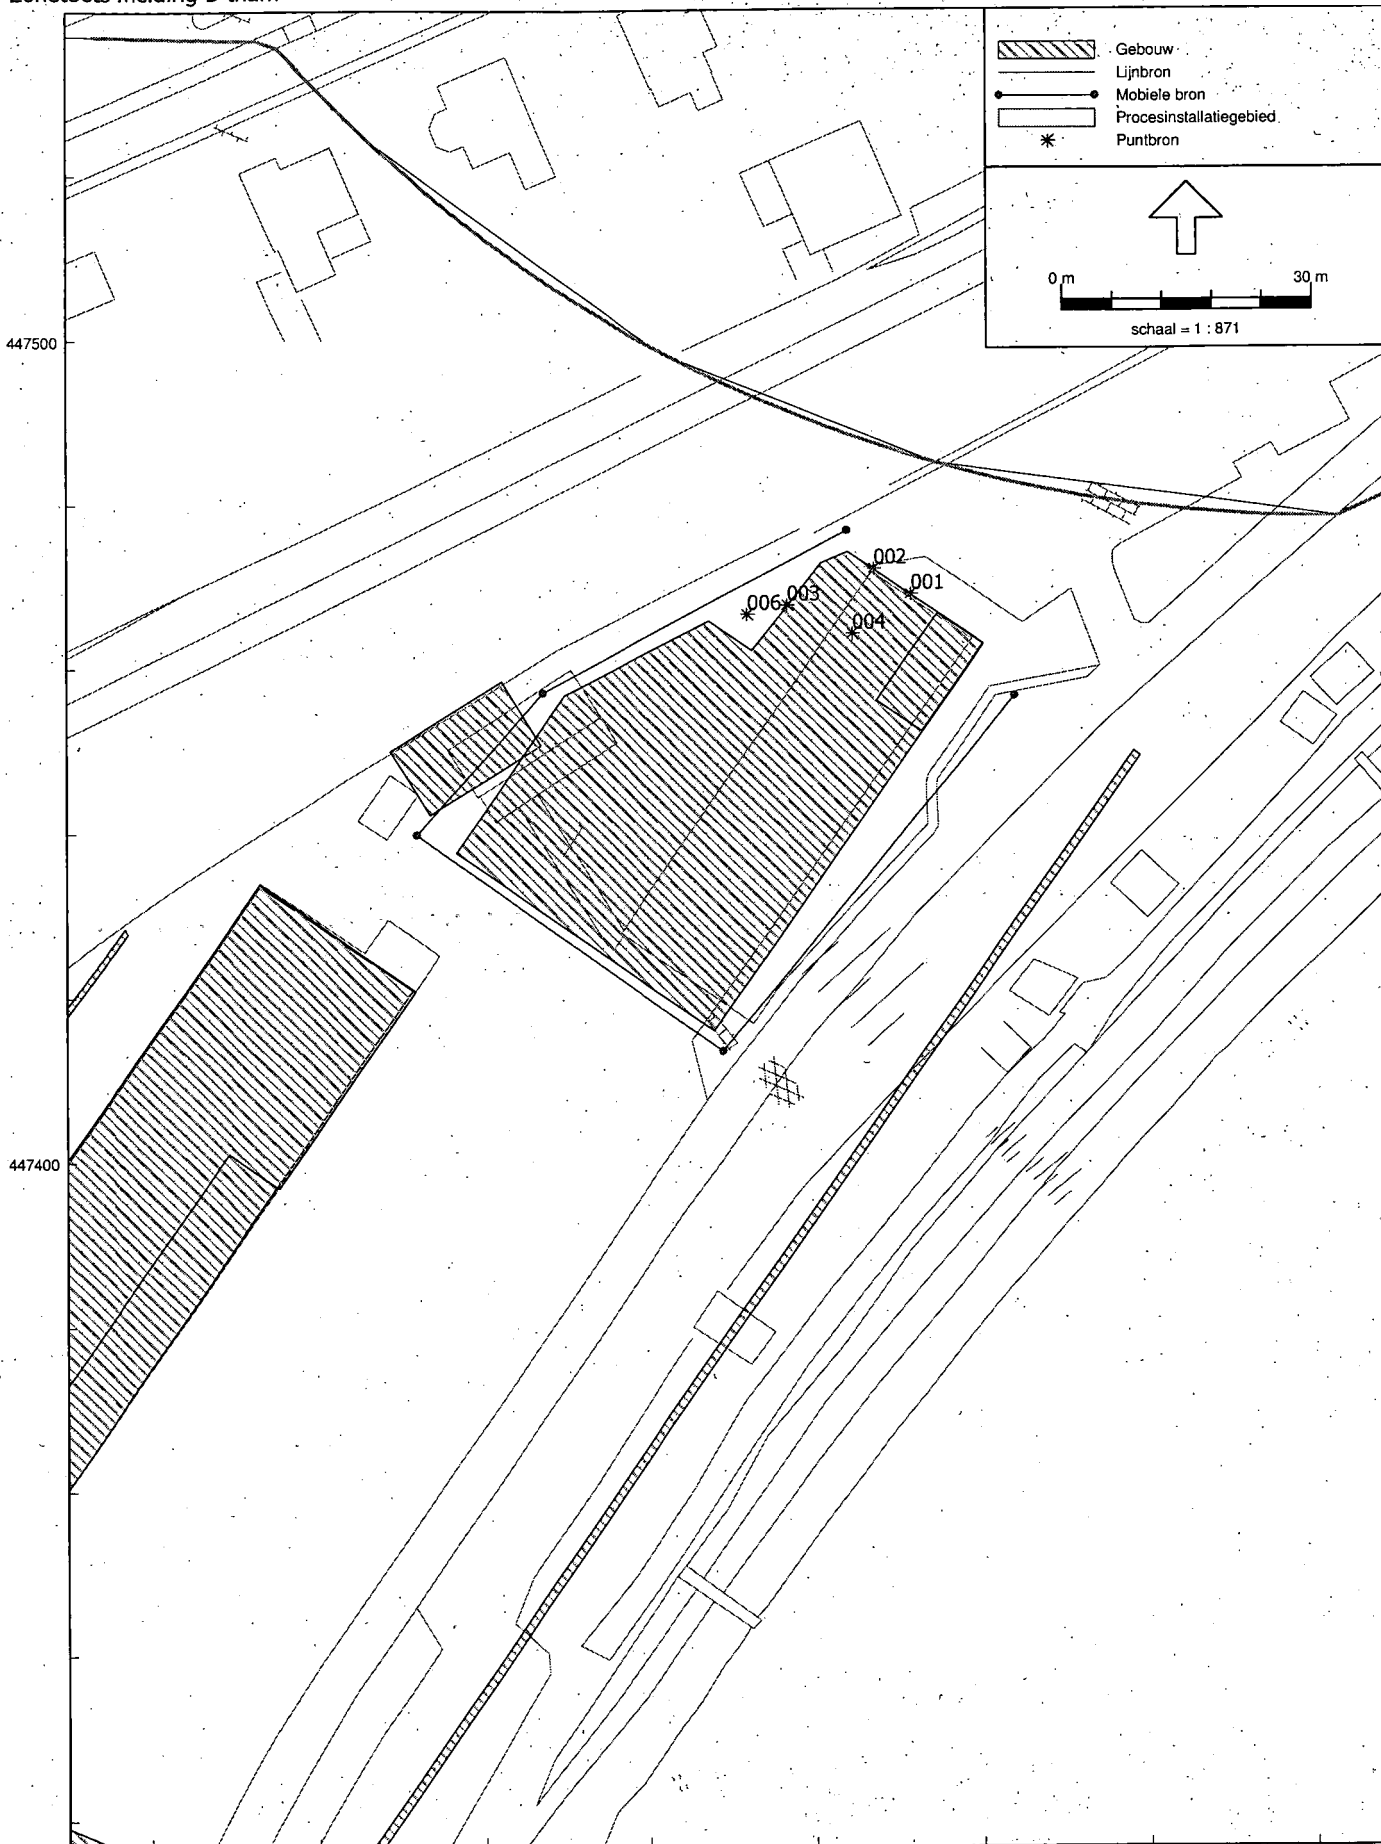 Gebouw
Lijnbron
Mobiele bron
Procesinstallatiegebied
Puntbron
0 m 30 m
schaal = 1 : 871
447500
002
001
003
006
004
447400